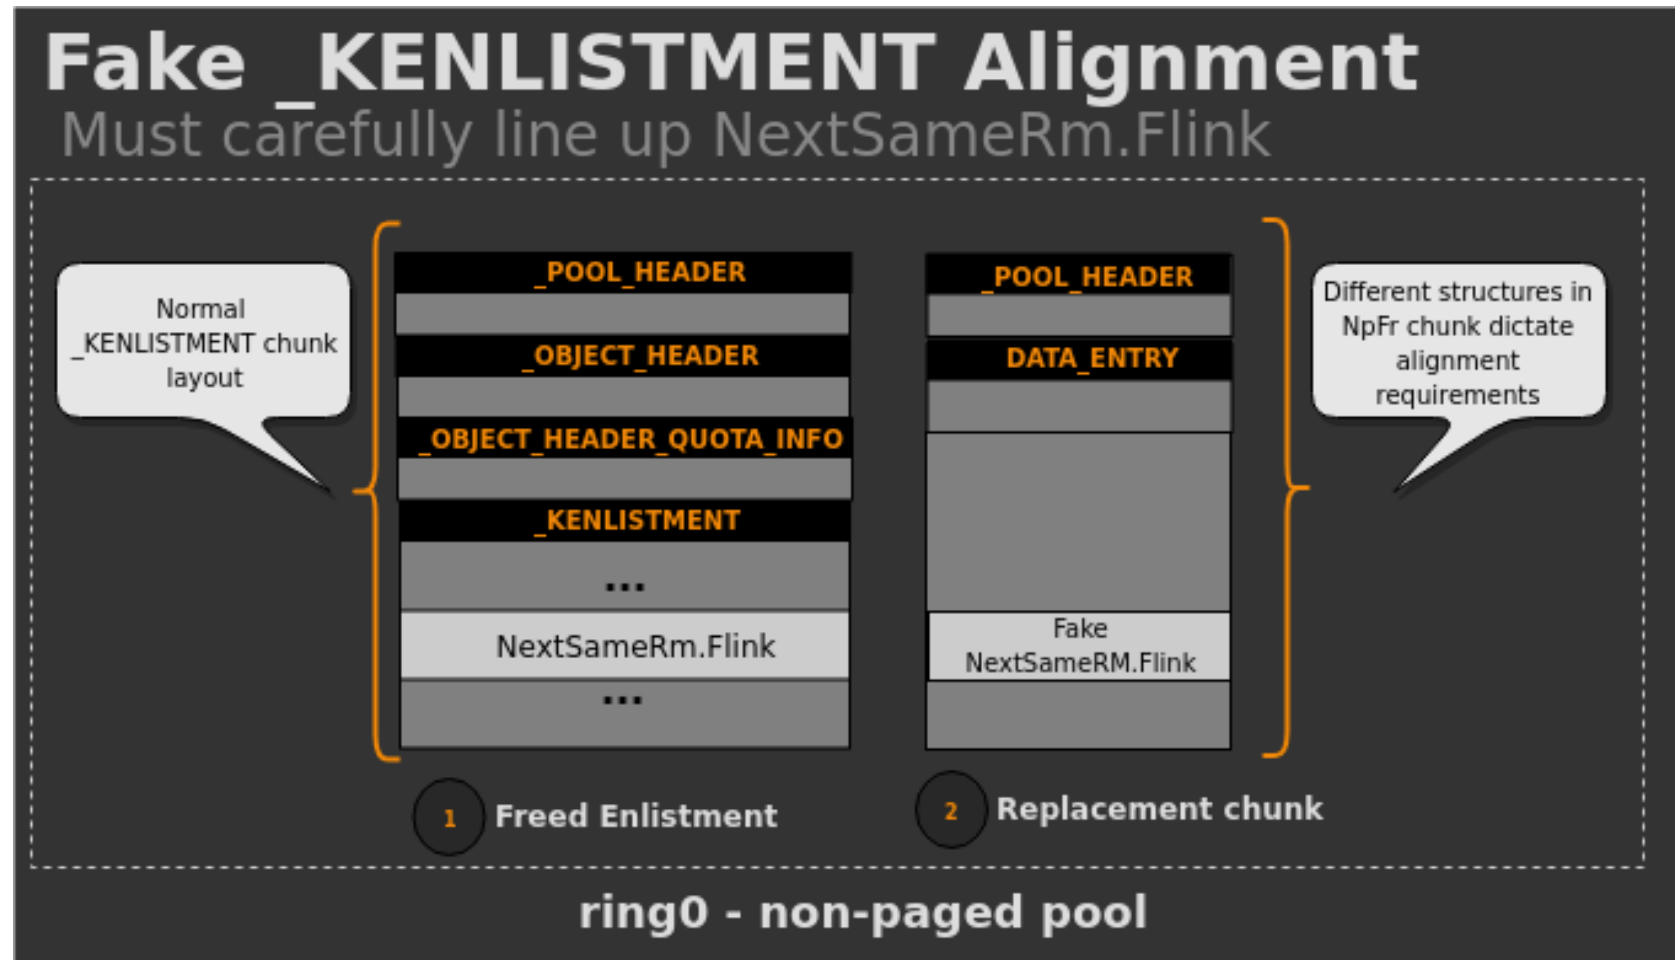 Fake _KENLISTMENT Alignment
Must carefully line up NextSameRm.Flink
Normal
_KENLISTMENT chunk
layout
_POOL_HEADER
_OBJECT_HEADER
_OBJECT_HEADER_QUOTA_INFO
_KENLISTMENT
...
NextSameRm.Flink
...
_POOL_HEADER
DATA_ENTRY
Fake
NextSameRM.Flink
Different structures in
NpFr chunk dictate
alignment
requirements
1 Freed Enlistment
2 Replacement chunk
ring0 - non-paged pool